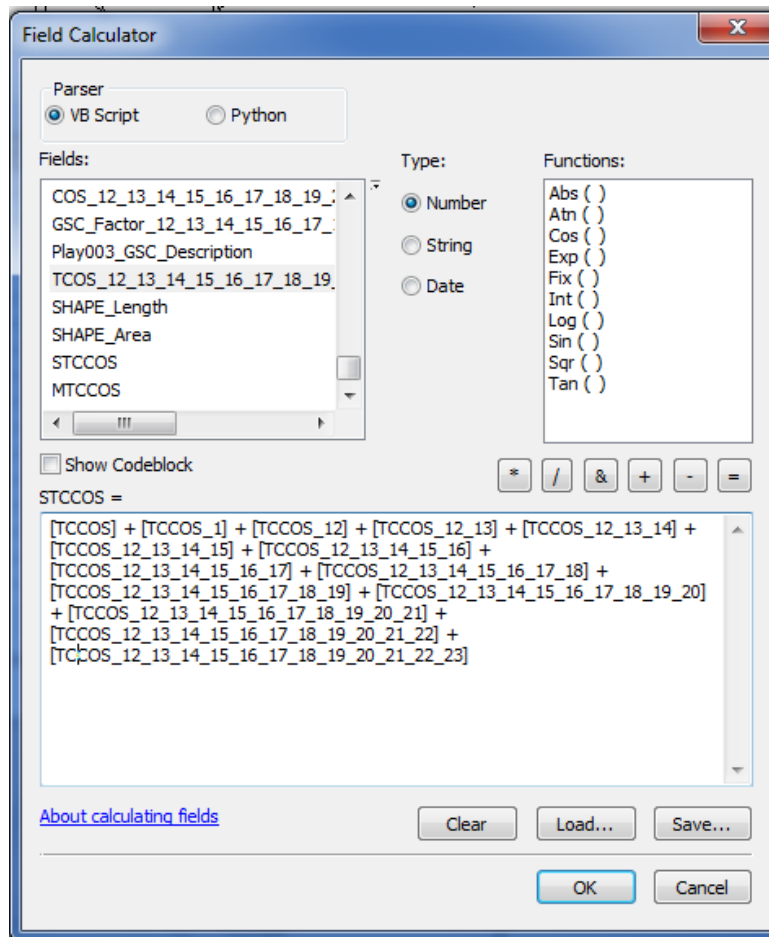 Field Calculator
Parser
VB Script Python
Fields:
Type:
Functions:
COS_12_13_14_15_16_17_18_19_
GSC_Factor_12_13_14_15_16_17_
Play003_GSC_Description
TCOS_12_13_14_15_16_17_18_19_
SHAPE_Length
SHAPE_Area
STCCOS
MTCCOS
Number
String
Date
Abs ( )
Atn ( )
Cos ( )
Exp ( )
Fix ( )
Int ( )
Log ( )
Sin ( )
Sqr ( )
Tan ( )
Show Codeblock
* / & + - =
STCCOS =
[TCCOS] + [TCCOS_1] + [TCCOS_12] + [TCCOS_12_13] + [TCCOS_12_13_14] +
[TCCOS_12_13_14_15] + [TCCOS_12_13_14_15_16] +
[TCCOS_12_13_14_15_16_17] + [TCCOS_12_13_14_15_16_17_18] +
[TCCOS_12_13_14_15_16_17_18_19] + [TCCOS_12_13_14_15_16_17_18_19_20]
+ [TCCOS_12_13_14_15_16_17_18_19_20_21] +
[TCCOS_12_13_14_15_16_17_18_19_20_21_22] +
[TCCOS_12_13_14_15_16_17_18_19_20_21_22_23]
About calculating fields
Clear
Load...
Save...
OK
Cancel